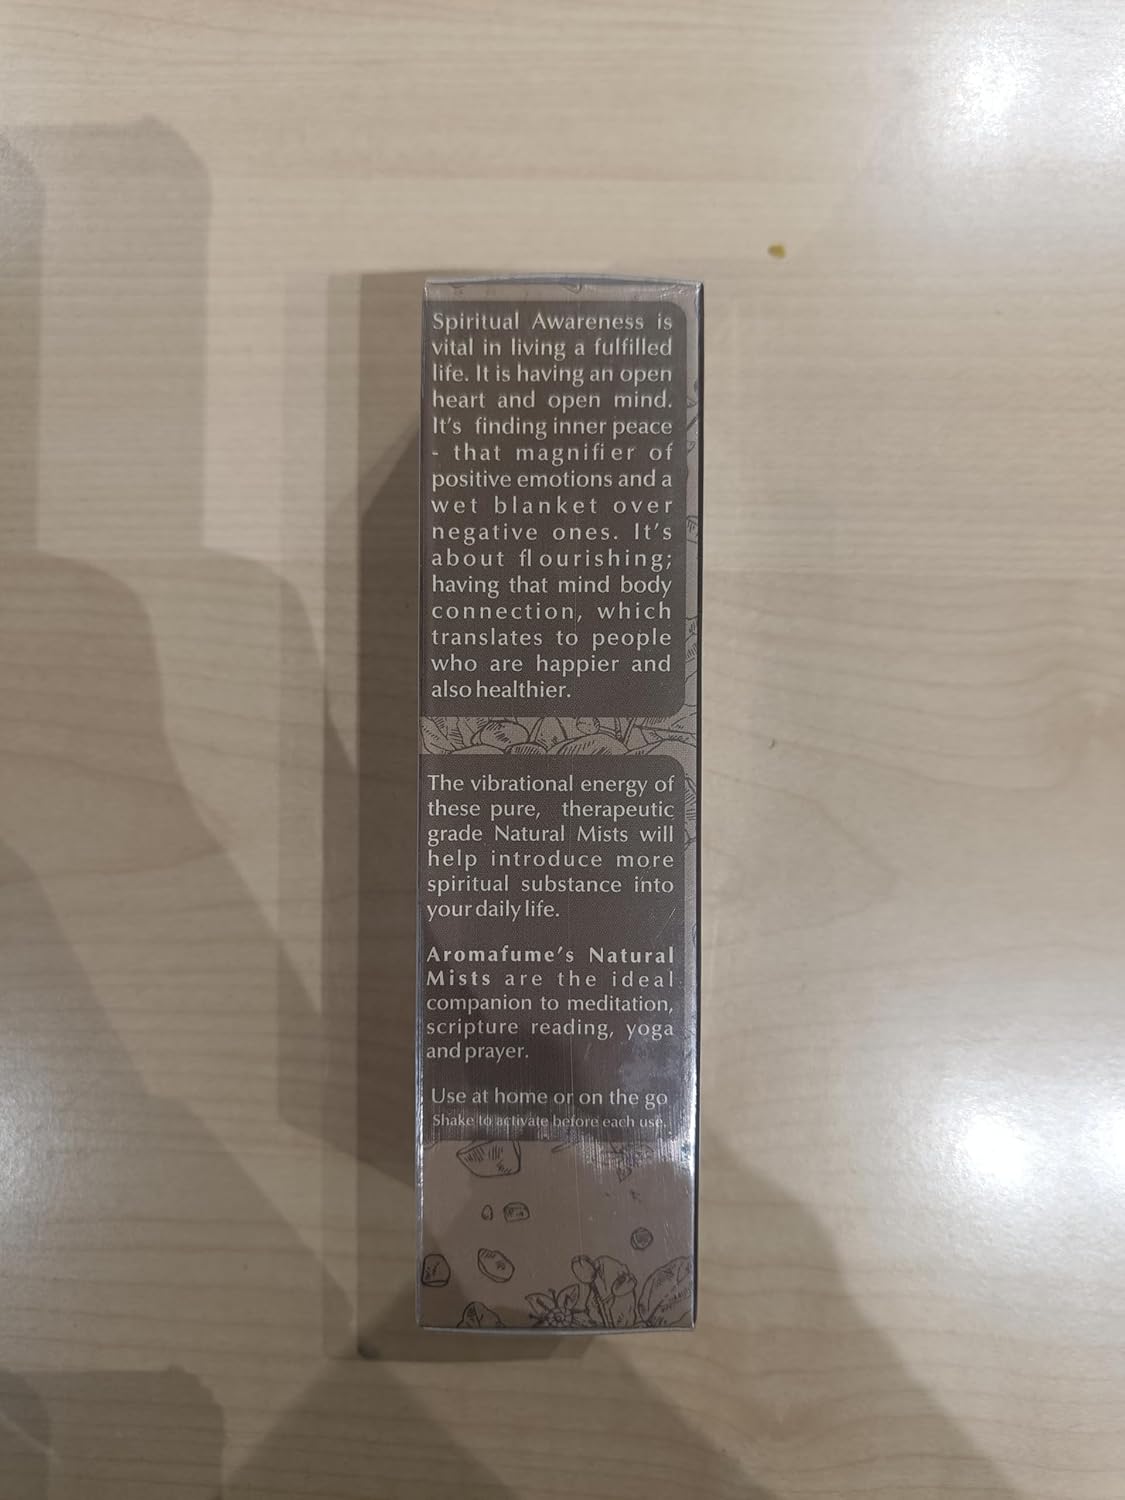 Spiritual Awareness is
vital in living a fulfilled
life. It is having an open
heart and open mind.
It's finding inner peace
- that magnifier of
positive emotions and a
wet blanket over
negative ones. It's
about flourishing;
having that mind body
connection, which
translates to people
who are happier and
also healthier.
The vibrational energy of
these pure, therapeutic
grade Natural Mists will
help introduce more
spiritual substance into
your daily life.
Aromafume's Natural
Mists are the ideal
companion to meditation,
scripture reading, yoga
and prayer.
Use at home or on the go
Shake to activate before each use.